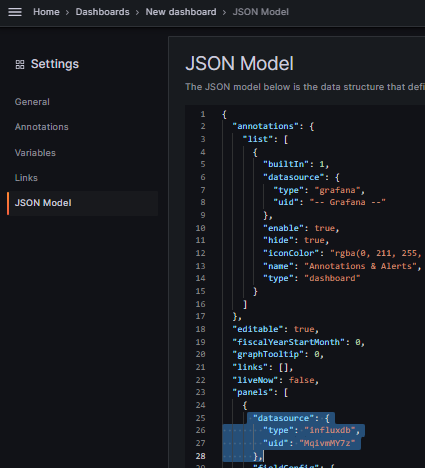 Home > Dashboards > New dashboard > JSON Model
Settings
General
Annotations
Variables
Links
JSON Model
JSON Model
The JSON model below is the data structure that defi
1 {
2 "annotations": {
3 "list": [
4 {
5 "builtIn": 1,
6 "datasource": {
7 "type": "grafana",
8 "uid": "-- Grafana --"
9 },
10 "enable": true,
11 "hide": true,
12 "iconColor": "rgba(0, 211, 255,
13 "name": "Annotations & Alerts",
14 "type": "dashboard"
15 }
16 ]
17 },
18 "editable": true,
19 "fiscalYearStartMonth": 0,
20 "graphTooltip": 0,
21 "links": [],
22 "liveNow": false,
23 "panels": [
24 {
25 "datasource": {
26 "type": "influxdb",
27 "uid": "MqivmMY7z"
28 },
"fieldConfig": {